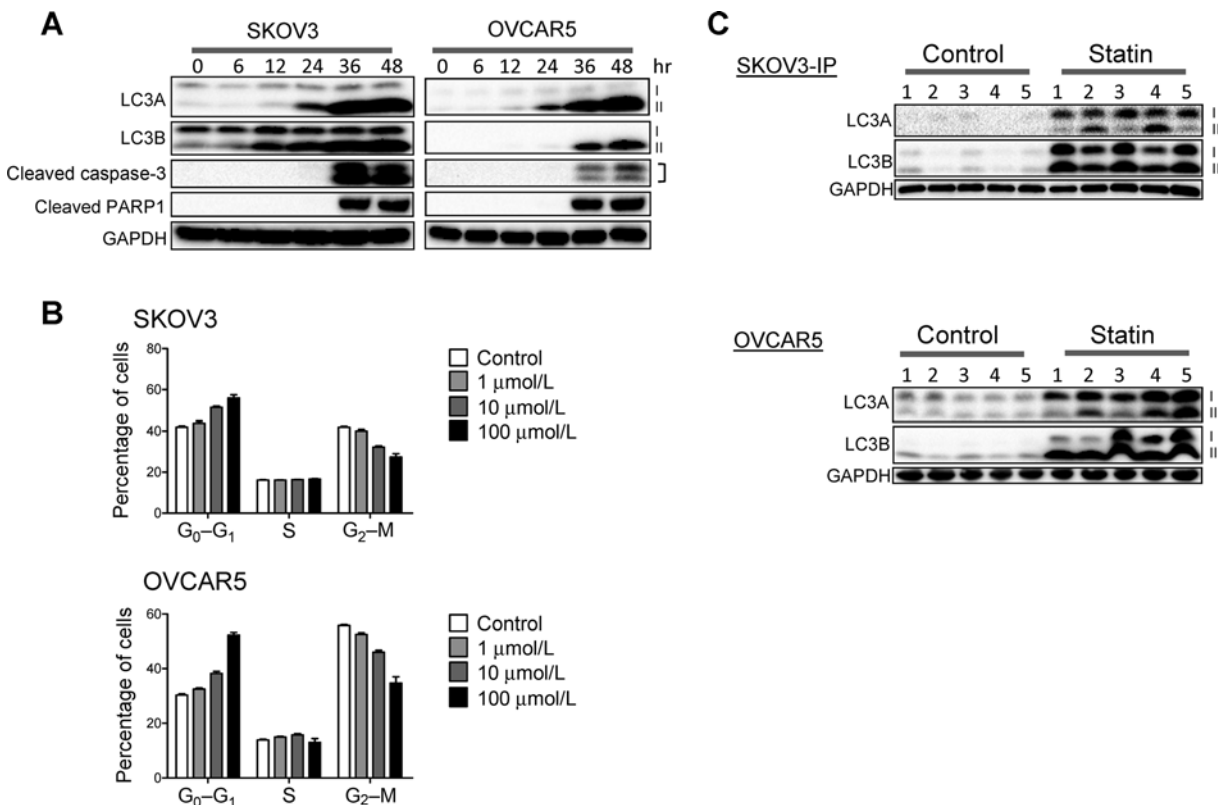 A
SKOV3 OVCAR5
0 6 12 24 36 48 0 6 12 24 36 48 hr
LC3A I
II
LC3B I
II
Cleaved caspase-3
Cleaved PARP1
GAPDH
B
SKOV3
Percentage of cells
80
60
40
20
0
G₀–G₁ S G₂–M
Control
1 μmol/L
10 μmol/L
100 μmol/L
OVCAR5
Percentage of cells
60
40
20
0
G₀–G₁ S G₂–M
Control
1 μmol/L
10 μmol/L
100 μmol/L
C
SKOV3-IP
Control Statin
1 2 3 4 5 1 2 3 4 5
LC3A I
II
LC3B I
II
GAPDH
OVCAR5
Control Statin
1 2 3 4 5 1 2 3 4 5
LC3A I
II
LC3B I
II
GAPDH